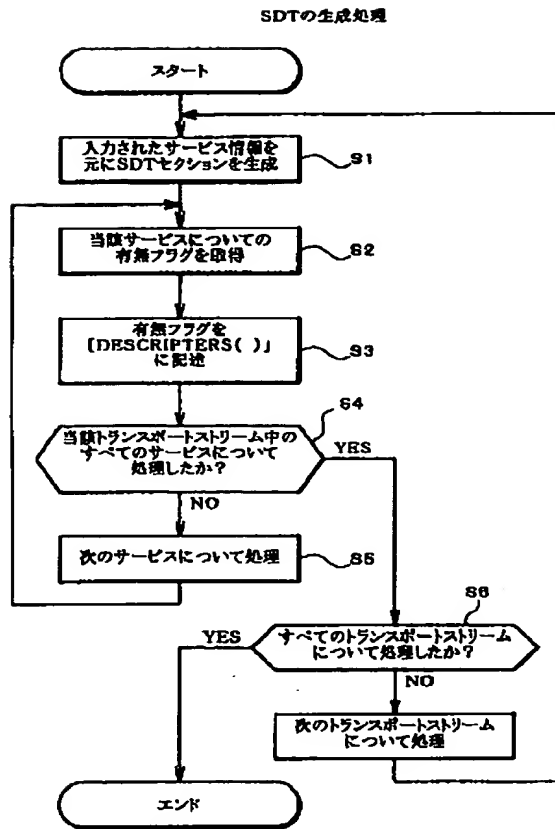 SDTの生成処理
スタート
入力されたサービス情報を
元にSDTセクションを生成
S1
当該サービスについての
有無フラグを取得
S2
有無フラグを
「DESCRIPTERS( )」
に記述
S3
S4
当該トランスポートストリーム中の
すべてのサービスについて
処理したか?
YES
NO
次のサービスについて処理
S5
S6
YES
すべてのトランスポートストリーム
について処理したか?
NO
次のトランスポートストリーム
について処理
エンド